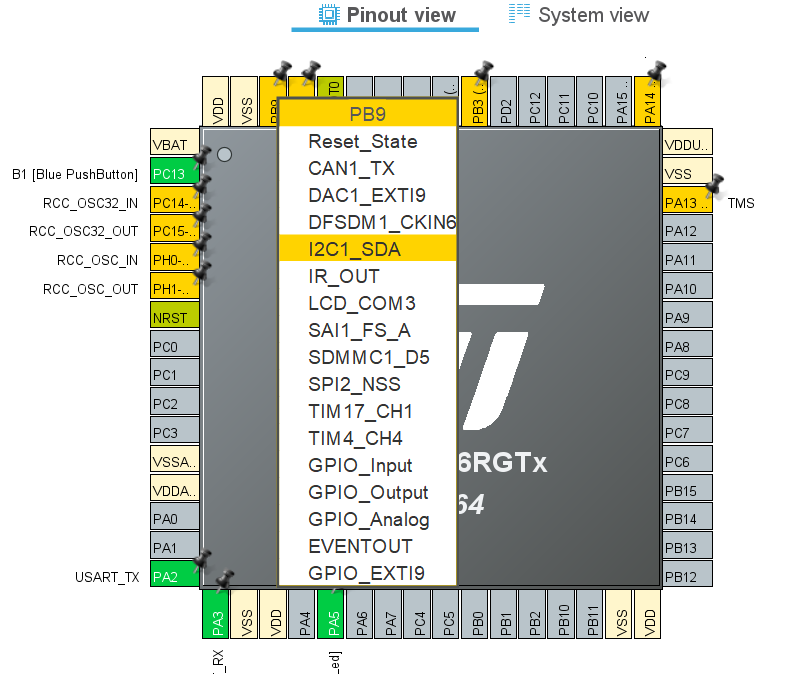 Pinout view
System view
VDD
VSS
PB9
T0
(..
PB3 (..
PD2
PC12
PC11
PC10
PA15 ..
PA14 ..
PB9
Reset_State
CAN1_TX
DAC1_EXTI9
DFSDM1_CKIN6
I2C1_SDA
IR_OUT
LCD_COM3
SAI1_FS_A
SDMMC1_D5
SPI2_NSS
TIM17_CH1
TIM4_CH4
GPIO_Input
GPIO_Output
GPIO_Analog
EVENTOUT
GPIO_EXTI9
VBAT
B1 [Blue PushButton] PC13
RCC_OSC32_IN PC14-..
RCC_OSC32_OUT PC15-..
RCC_OSC_IN PH0-..
RCC_OSC_OUT PH1-..
NRST
PC0
PC1
PC2
PC3
VSSA..
VDDA..
PA0
PA1
USART_TX PA2
6RGTx
64
VDDU..
VSS
PA13 .. TMS
PA12
PA11
PA10
PA9
PA8
PC9
PC8
PC7
PC6
PB15
PB14
PB13
PB12
PA3
VSS
VDD
PA4
PA5
PA6
PA7
PC4
PC5
PB0
PB1
PB2
PB10
PB11
VSS
VDD
_RX
ed]